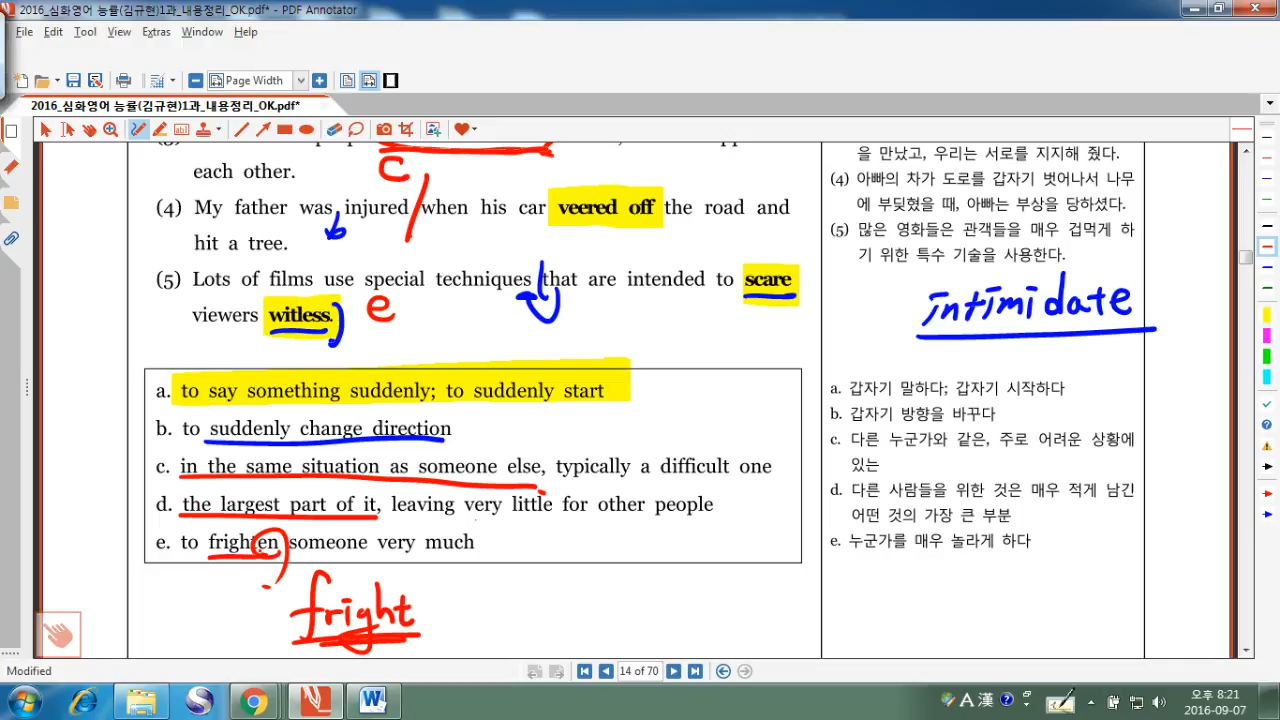 2016_심화영어 능률(김규현)1과_내용정리_OK.pdf* - PDF Annotator
File Edit Tool View Extras Window Help
Page Width
2016_심화영어 능률(김규현)1과_내용정리_OK.pdf*
C
each other.
(4) My father was injured when his car veered off the road and
b
hit a tree.
(5) Lots of films use special techniques that are intended to scare
viewers witless.
e
a. to say something suddenly; to suddenly start
b. to suddenly change direction
c. in the same situation as someone else, typically a difficult one
d. the largest part of it, leaving very little for other people
e. to frighten someone very much
fright
을 만났고, 우리는 서로를 지지해 줬다.
(4) 아빠의 차가 도로를 갑자기 벗어나서 나무
에 부딪혔을 때, 아빠는 부상을 당하셨다.
(5) 많은 영화들은 관객들을 매우 겁먹게 하
기 위한 특수 기술을 사용한다.
intimidate
a. 갑자기 말하다; 갑자기 시작하다
b. 갑자기 방향을 바꾸다
c. 다른 누군가와 같은, 주로 어려운 상황에
있는
d. 다른 사람들을 위한 것은 매우 적게 남긴
어떤 것의 가장 큰 부분
e. 누군가를 매우 놀라게 하다
Modified
14 of 70
A 漢
오후 8:21
2016-09-07